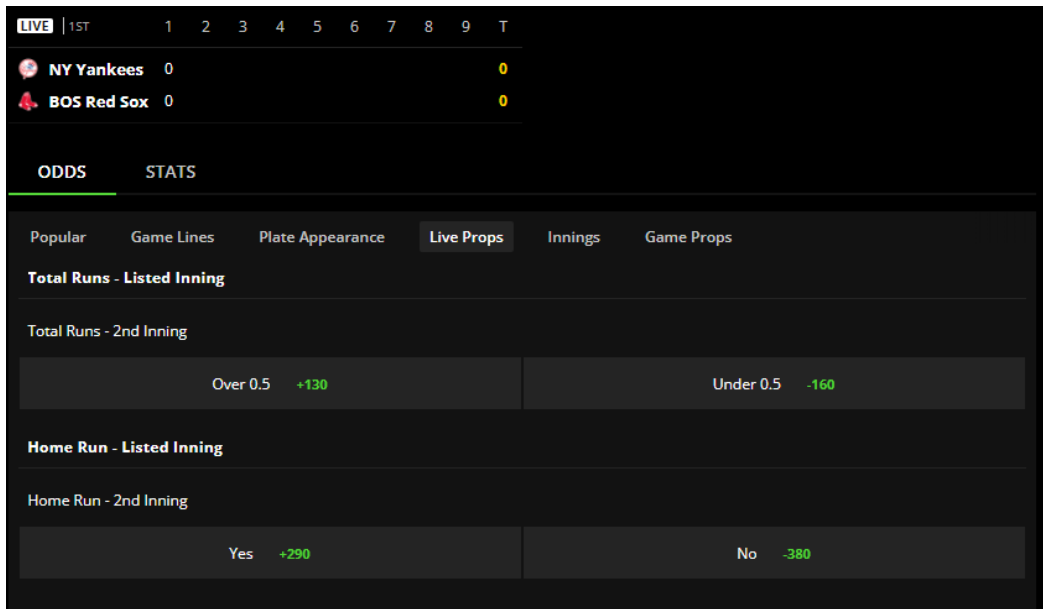 LIVE 1ST 1 2 3 4 5 6 7 8 9 T
NY Yankees 0 0
BOS Red Sox 0 0
ODDS STATS
Popular Game Lines Plate Appearance Live Props Innings Game Props
Total Runs - Listed Inning
Total Runs - 2nd Inning
Over 0.5 +130 Under 0.5 -160
Home Run - Listed Inning
Home Run - 2nd Inning
Yes +290 No -380